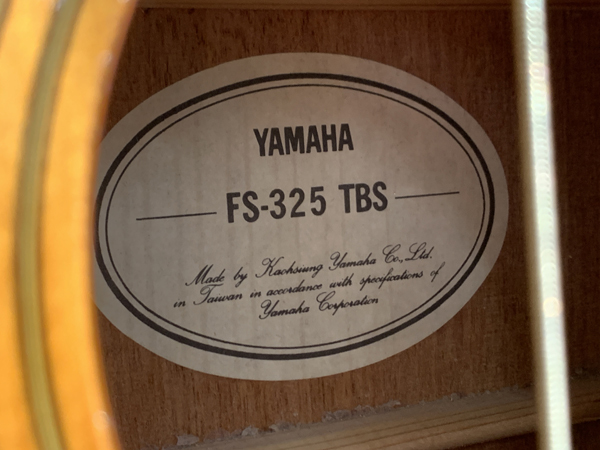 YAMAHA
FS-325 TBS
Made by Kaohsiung Yamaha Co., Ltd.
in Taiwan in accordance with specifications of
Yamaha Corporation